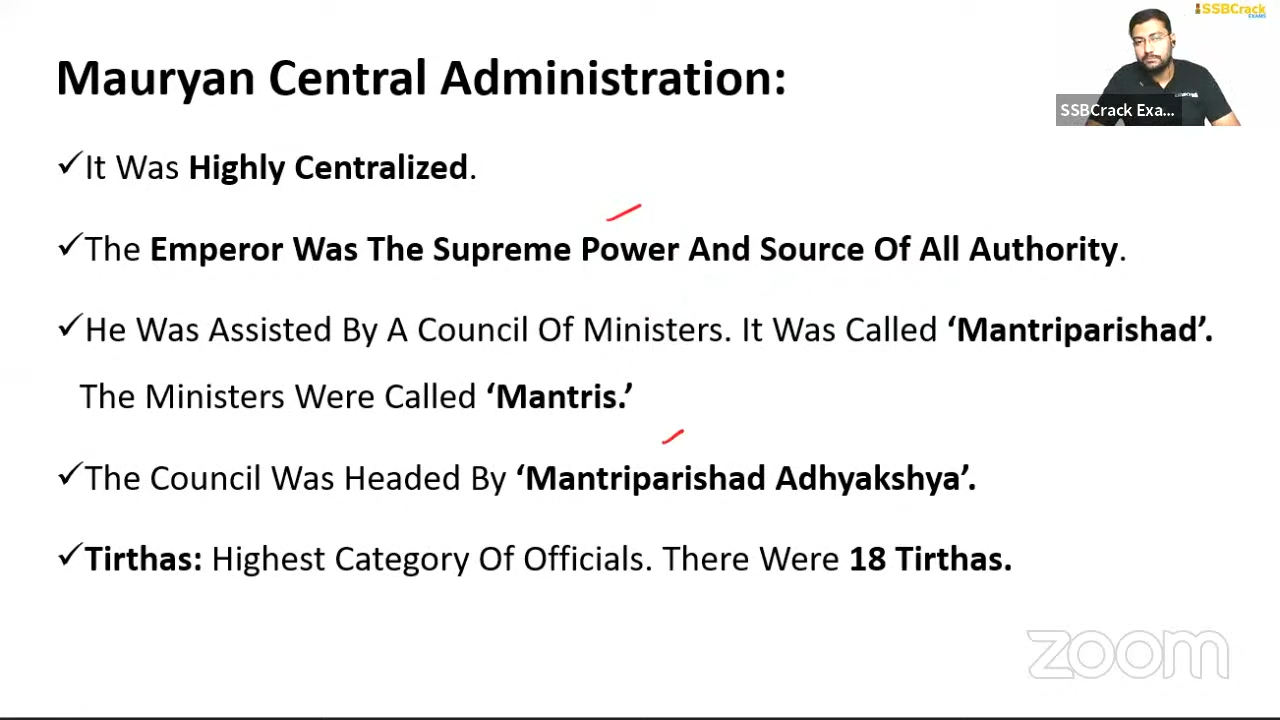 SSBCrack
EXAMS
Mauryan Central Administration:
SSBCrack Exa...
✓It Was Highly Centralized.
✓The Emperor Was The Supreme Power And Source Of All Authority.
✓He Was Assisted By A Council Of Ministers. It Was Called ‘Mantriparishad’.
The Ministers Were Called ‘Mantris.’
✓The Council Was Headed By ‘Mantriparishad Adhyakshya’.
✓Tirthas: Highest Category Of Officials. There Were 18 Tirthas.
zoom